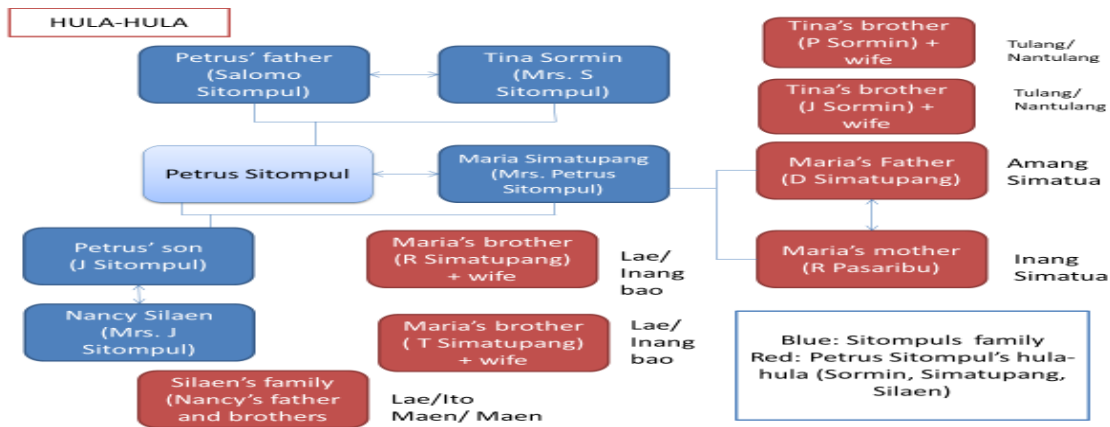 HULA-HULA
Petrus' father
(Salomo
Sitompul)
Tina Sormin
(Mrs. S
Sitompul)
Tina's brother
(P Sormin) +
wife
Tulang/
Nantulang
Tina's brother
(J Sormin) +
wife
Tulang/
Nantulang
Petrus Sitompul
Maria Simatupang
(Mrs. Petrus
Sitompul)
Maria's Father
(D Simatupang)
Amang
Simatua
Petrus' son
(J Sitompul)
Maria's brother
(R Simatupang)
+ wife
Lae/
Inang
bao
Maria's mother
(R Pasaribu)
Inang
Simatua
Nancy Silaen
(Mrs. J
Sitompul)
Maria's brother
( T Simatupang)
+ wife
Lae/
Inang
bao
Blue: Sitompuls family
Red: Petrus Sitompul's hula-
hula (Sormin, Simatupang,
Silaen)
Silaen's family
(Nancy's father
and brothers
Lae/Ito
Maen/ Maen